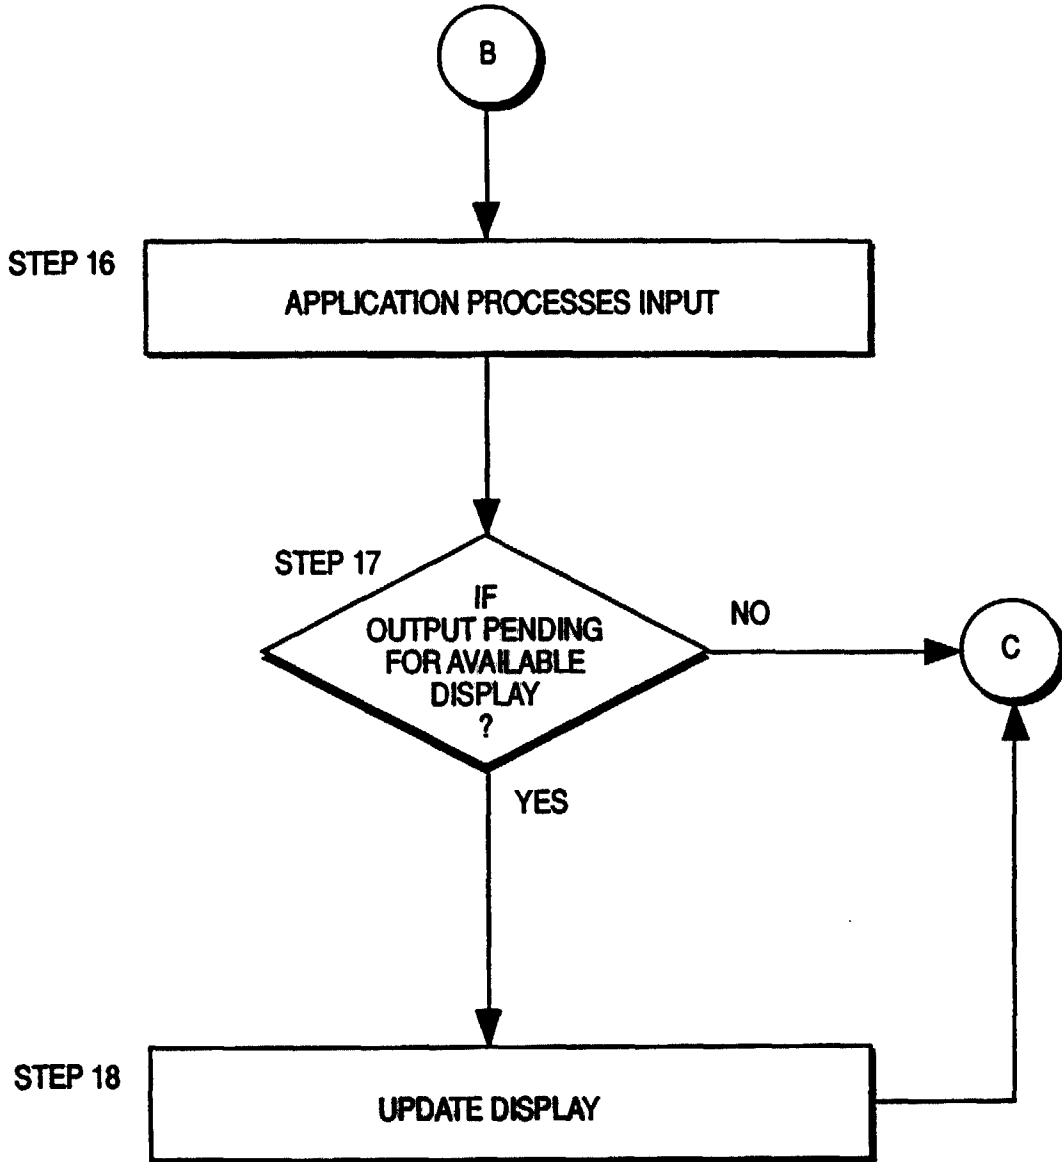 B
STEP 16
APPLICATION PROCESSES INPUT
STEP 17
IF
OUTPUT PENDING
FOR AVAILABLE
DISPLAY
?
NO
C
YES
STEP 18
UPDATE DISPLAY